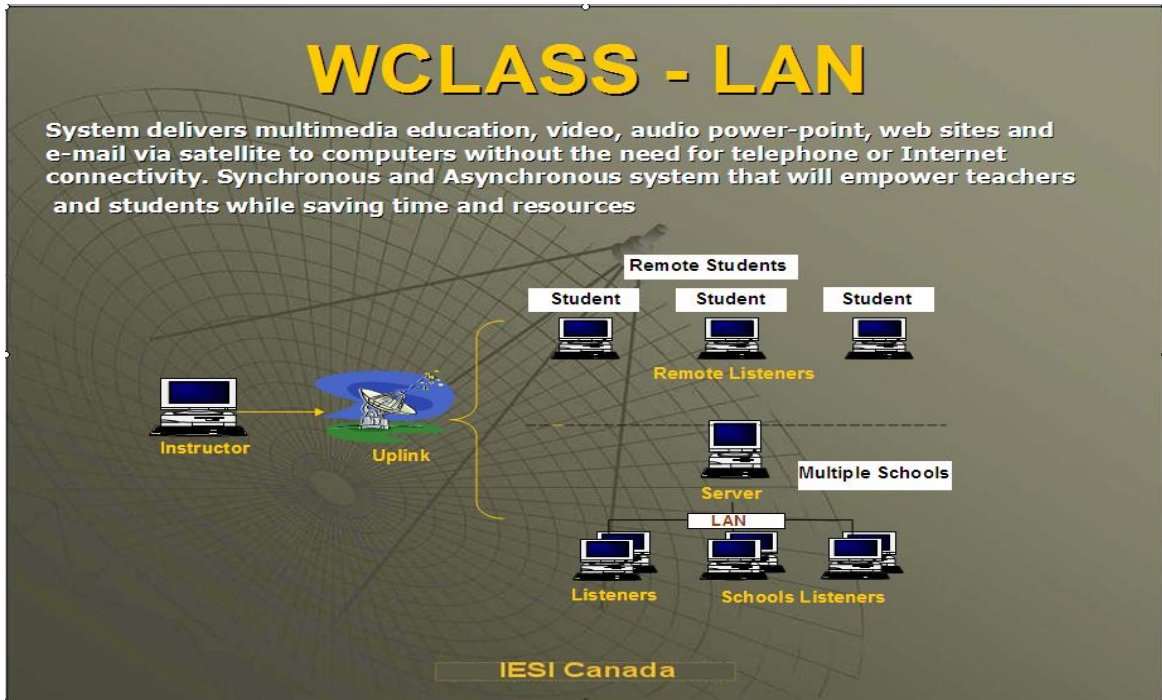 WCLASS - LAN
System delivers multimedia education, video, audio power-point, web sites and
e-mail via satellite to computers without the need for telephone or Internet
connectivity. Synchronous and Asynchronous system that will empower teachers
and students while saving time and resources
Remote Students
Student Student Student
Remote Listeners
Instructor
Uplink
Multiple Schools
Server
LAN
Listeners Schools Listeners
IESI Canada